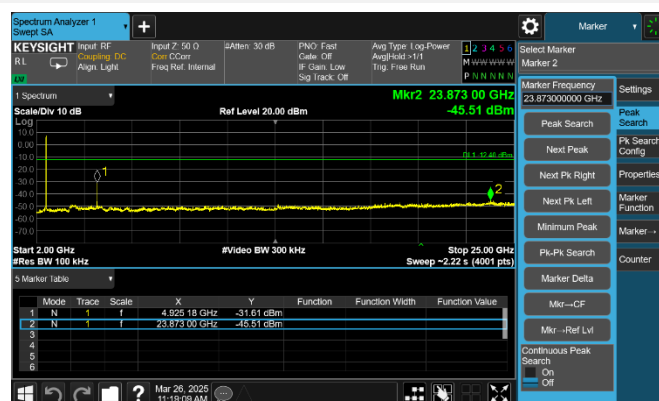 Spectrum Analyzer 1
Swept SA
+
Marker
KEYSIGHT Input: RF Input Z: 50 Ω #Atten: 30 dB PNO: Fast Avg Type: Log-Power 1 2 3 4 5 6
RL Coupling: DC Corr CCorr Gate: Off Avg|Hold:>1/1 M W W W W W
Align: Light Freq Ref: Internal IF Gain: Low Trig: Free Run
Sig Track: Off P N N N N N
LXI
Select Marker
Marker 2
Marker Frequency
23.873000000 GHz
Settings
Peak Search
Next Peak
Next Pk Right
Next Pk Left
Minimum Peak
Pk-Pk Search
Marker Delta
Mkr→CF
Mkr→Ref Lvl
Continuous Peak
Search
On
Off
Peak
Search
Pk Search
Config
Properties
Marker
Function
Marker→
Counter
1 Spectrum
Mkr2 23.873 00 GHz
Scale/Div 10 dB Ref Level 20.00 dBm -45.51 dBm
Log
10.0
0.00
-10.0
-20.0
-30.0
-40.0
-50.0
-60.0
-70.0
1
2
Start 2.00 GHz #Video BW 300 kHz Stop 25.00 GHz
#Res BW 100 kHz Sweep ~2.22 s (4001 pts)
5 Marker Table
Mode Trace Scale X Y Function Function Width Function Value
1 N 1 f 4.925 18 GHz -31.61 dBm
2 N 1 f 23.873 00 GHz -45.51 dBm
3
4
5
6
?
Mar 26, 2025
11:19:09 AM